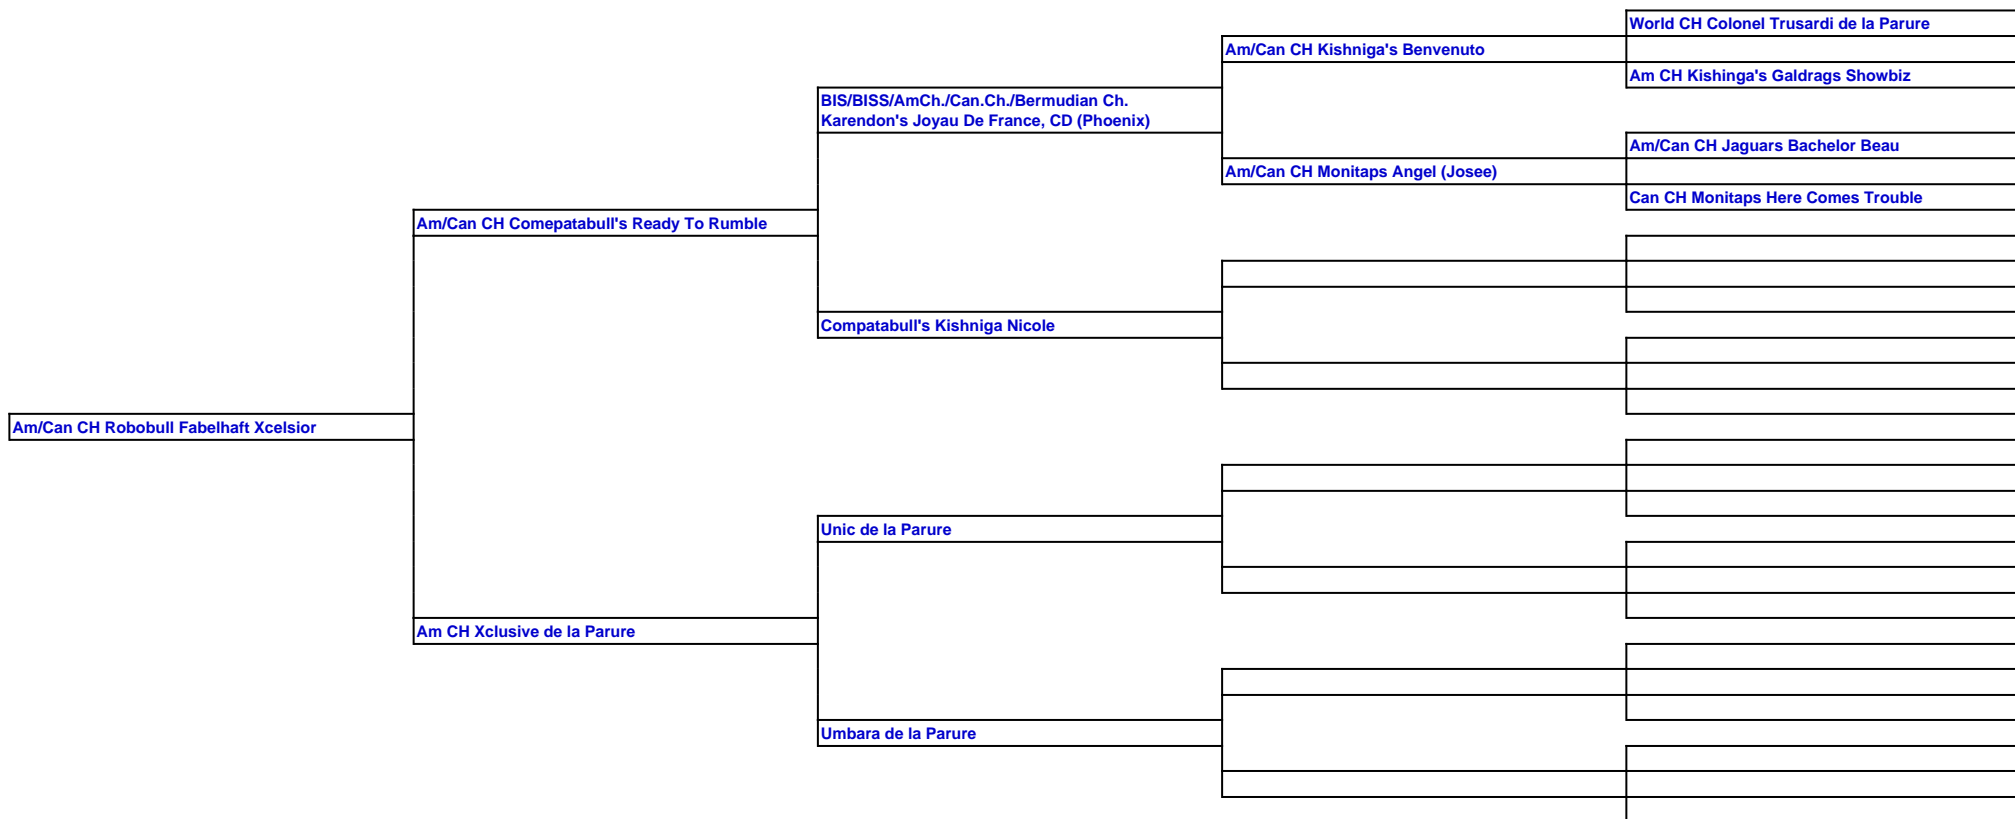 World CH Colonel Trusardi de la Parure
Am/Can CH Kishniga's Benvenuto
Am CH Kishinga's Galdrags Showbiz
BIS/BISS/AmCh./Can.Ch./Bermudian Ch.
Karendon's Joyau De France, CD (Phoenix)
Am/Can CH Jaguars Bachelor Beau
Am/Can CH Monitaps Angel (Josee)
Can CH Monitaps Here Comes Trouble
Am/Can CH Comepatabull's Ready To Rumble
Compatabull's Kishniga Nicole
Am/Can CH Robobull Fabelhaft Xcelsior
Unic de la Parure
Am CH Xclusive de la Parure
Umbara de la Parure